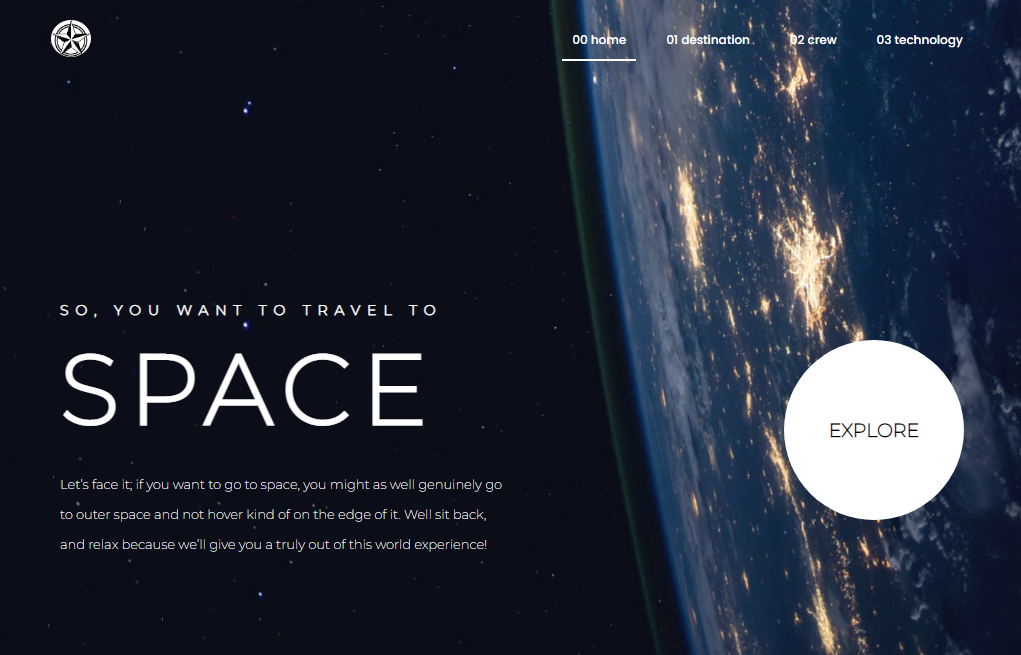 00 home
01 destination
02 crew
03 technology
SO, YOU WANT TO TRAVEL TO
SPACE
Let's face it; if you want to go to space, you might as well genuinely go
to outer space and not hover kind of on the edge of it. Well sit back,
and relax because we'll give you a truly out of this world experience!
EXPLORE